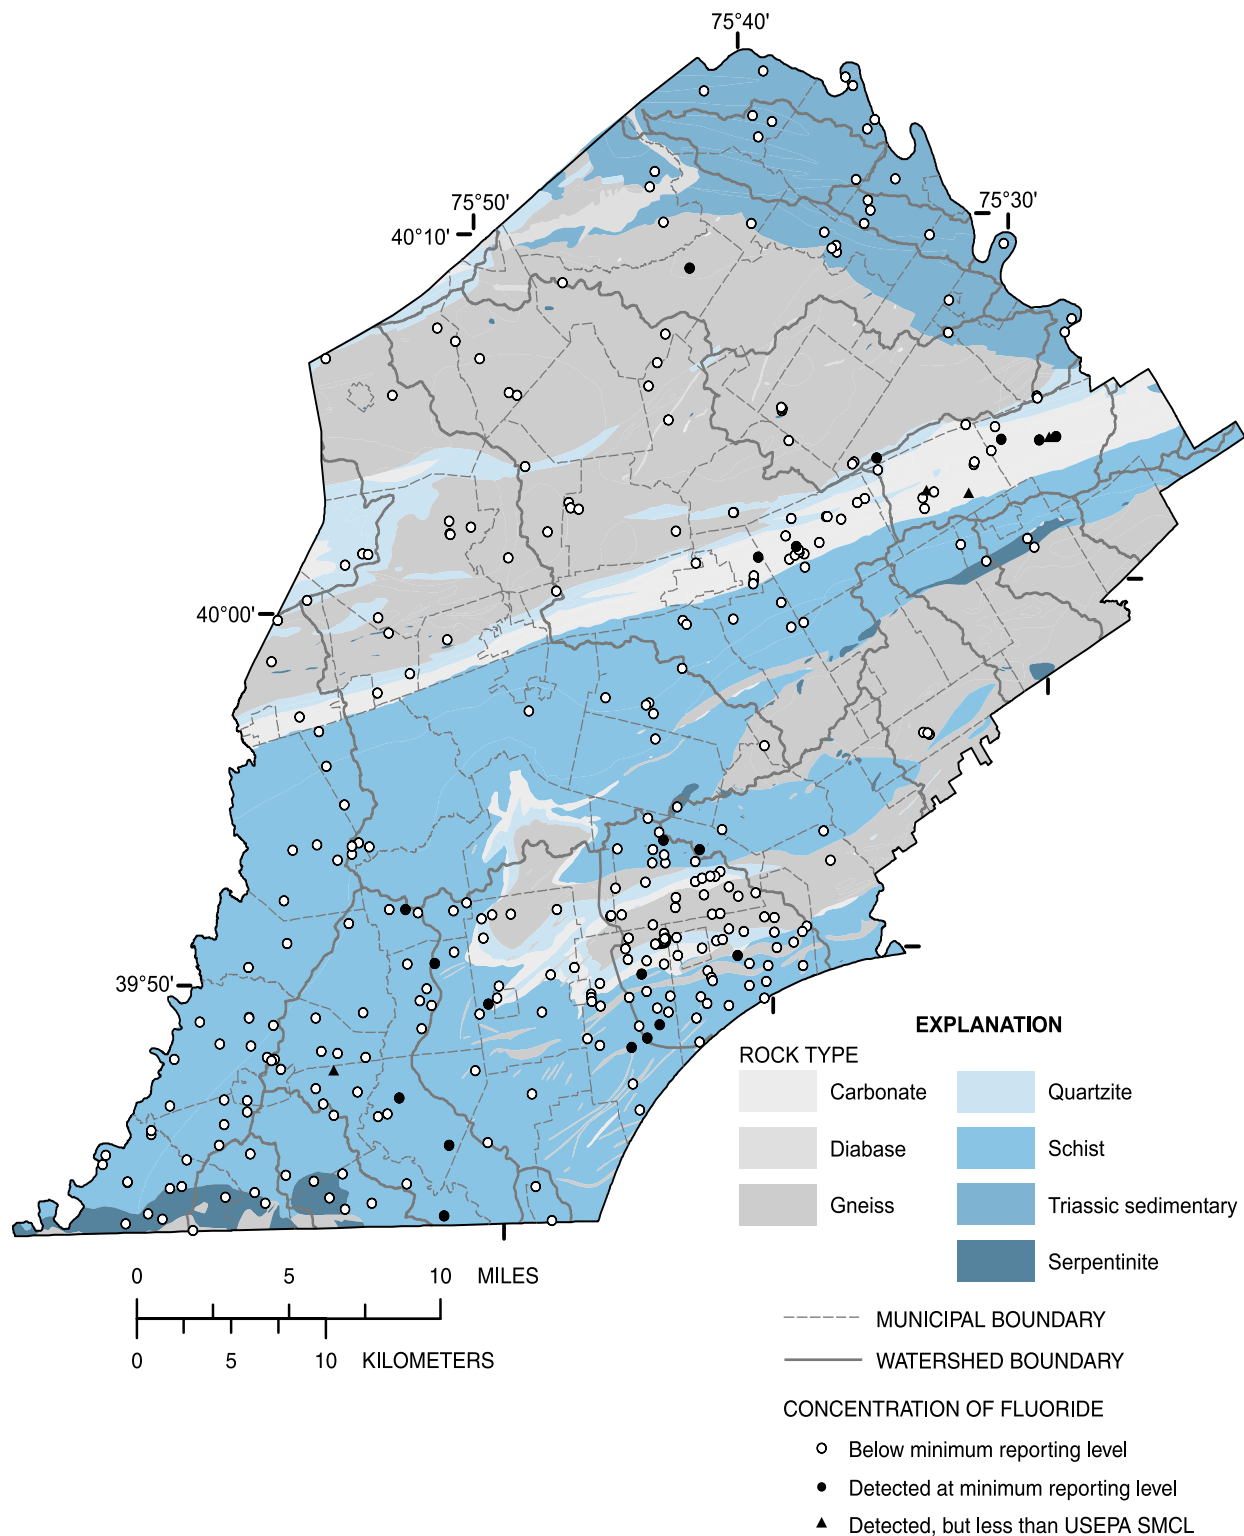 75°40'
75°50'
75°30'
40°10'
40°00'
39°50'
EXPLANATION
ROCK TYPE
Carbonate
Diabase
Gneiss
Quartzite
Schist
Triassic sedimentary
Serpentinite
0 5 10 MILES
0 5 10 KILOMETERS
MUNICIPAL BOUNDARY
WATERSHED BOUNDARY
CONCENTRATION OF FLUORIDE
Below minimum reporting level
Detected at minimum reporting level
Detected, but less than USEPA SMCL